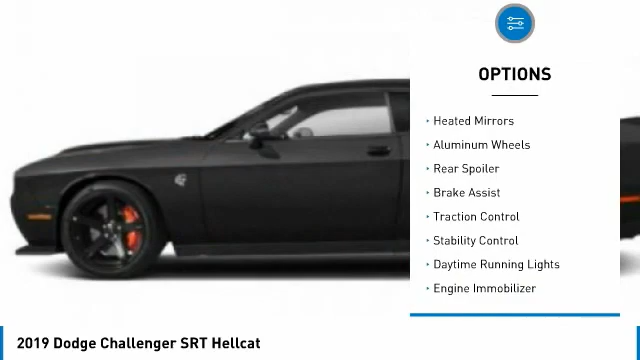 OPTIONS
Heated Mirrors
Aluminum Wheels
Rear Spoiler
Brake Assist
Traction Control
Stability Control
Daytime Running Lights
Engine Immobilizer
2019 Dodge Challenger SRT Hellcat